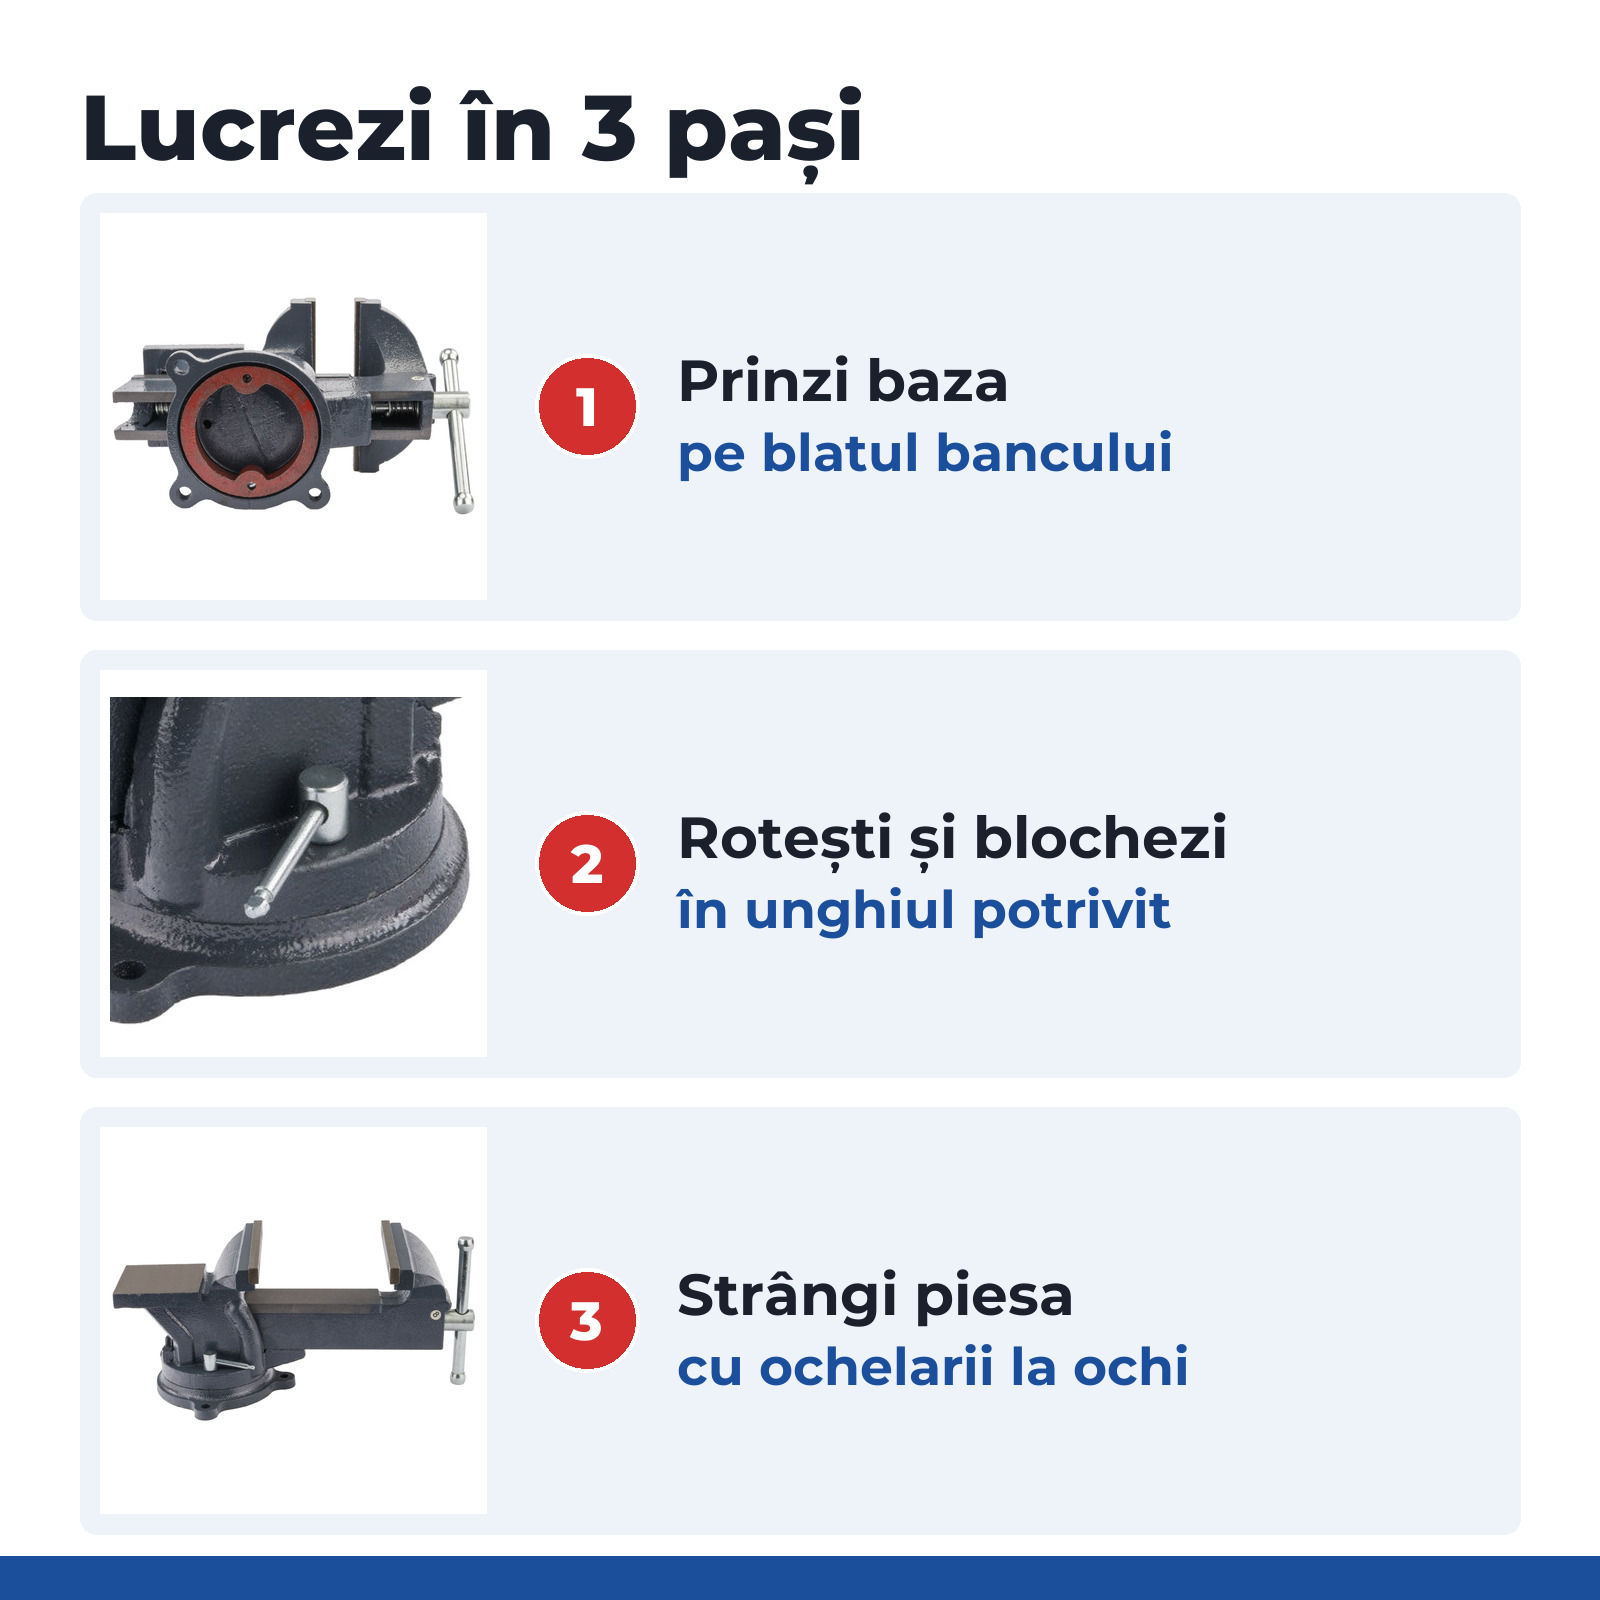 Lucrezi în 3 pași
1
Prinzi baza
pe blatul bancului
2
Rotești și blochezi
în unghiul potrivit
3
Strângi piesa
cu ochelarii la ochi